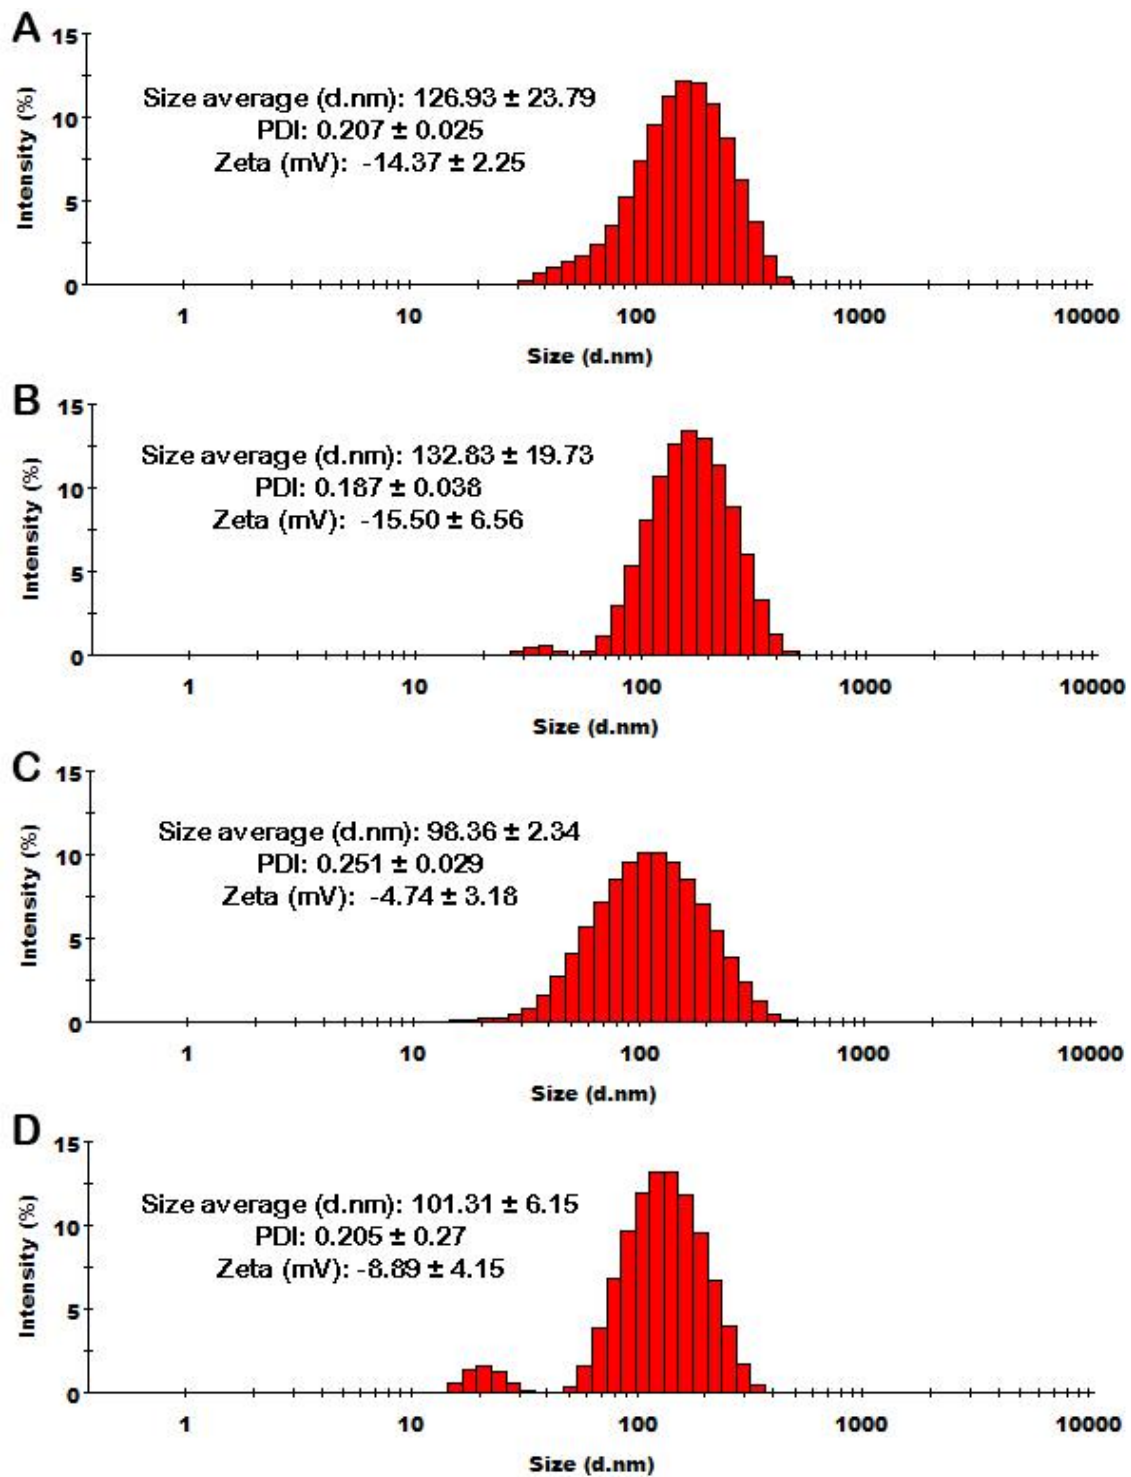 A
15
Intensity (%)
Size average (d.nm): 126.93 ± 23.79
PDI: 0.207 ± 0.025
Zeta (mV): -14.37 ± 2.25
10
5
0
1 10 100 1000 10000
Size (d.nm)
B
15
Intensity (%)
Size average (d.nm): 132.83 ± 19.73
PDI: 0.187 ± 0.038
Zeta (mV): -15.50 ± 6.56
10
5
0
1 10 100 1000 10000
Size (d.nm)
C
15
Intensity (%)
Size average (d.nm): 98.36 ± 2.34
PDI: 0.251 ± 0.029
Zeta (mV): -4.74 ± 3.18
10
5
0
1 10 100 1000 10000
Size (d.nm)
D
15
Intensity (%)
Size average (d.nm): 101.31 ± 6.15
PDI: 0.205 ± 0.27
Zeta (mV): -8.89 ± 4.15
10
5
0
1 10 100 1000 10000
Size (d.nm)